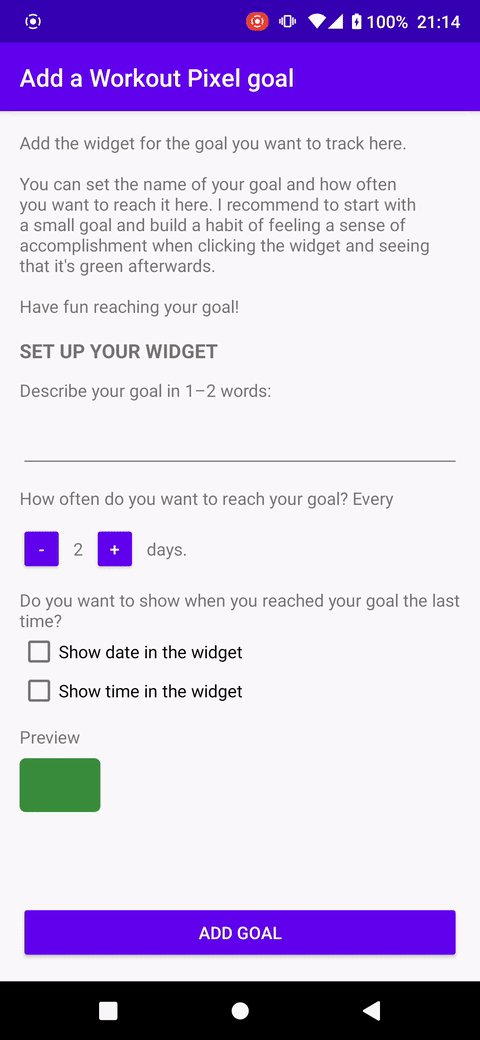 100% 21:14
Add a Workout Pixel goal
Add the widget for the goal you want to track here.
You can set the name of your goal and how often
you want to reach it here. I recommend to start with
a small goal and build a habit of feeling a sense of
accomplishment when clicking the widget and seeing
that it's green afterwards.
Have fun reaching your goal!
SET UP YOUR WIDGET
Describe your goal in 1–2 words:
How often do you want to reach your goal? Every
- 2 + days.
Do you want to show when you reached your goal the last
time?
Show date in the widget
Show time in the widget
Preview
ADD GOAL